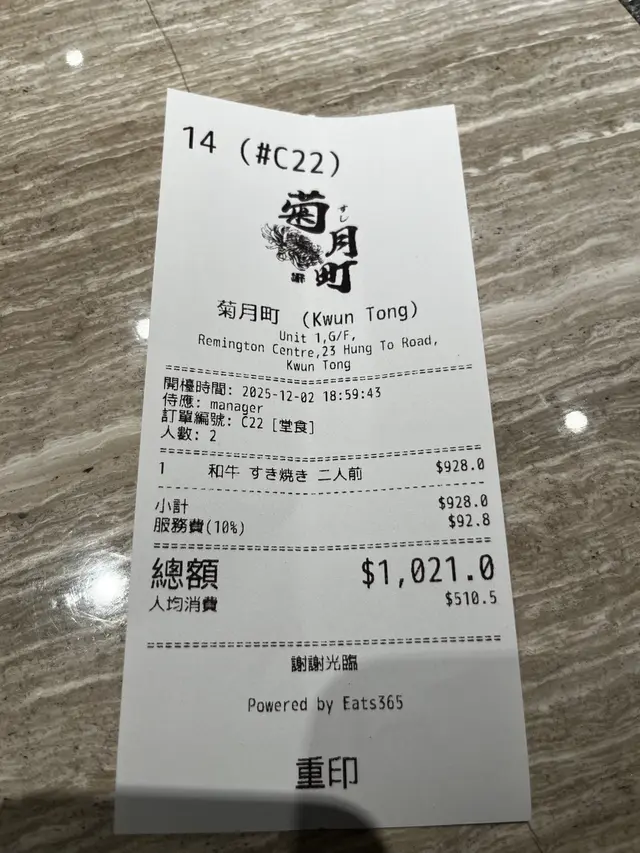 14 (#C22)
菊
すし
月
町
菊月町 (Kwun Tong)
Unit 1,G/F,
Remington Centre,23 Hung To Road,
Kwun Tong
開檯時間: 2025-12-02 18:59:43
侍應: manager
訂單編號: C22 [堂食]
人數: 2
1 和牛 すき焼き 二人前 $928.0
小計 $928.0
服務費(10%) $92.8
總額 $1,021.0
人均消費 $510.5
謝謝光臨
Powered by Eats365
重印